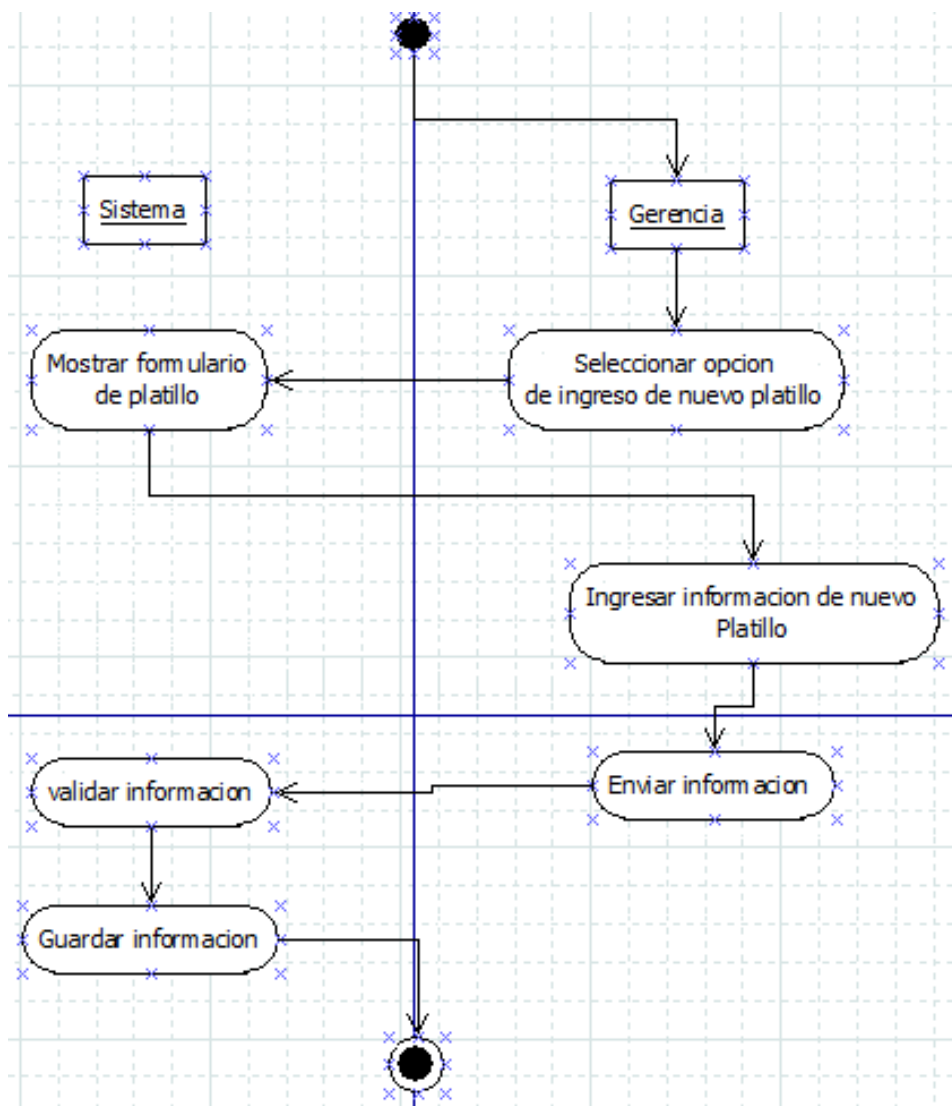 Sistema
Gerencia
Mostrar formulario
de platillo
Seleccionar opcion
de ingreso de nuevo platillo
Ingresar informacion de nuevo
Platillo
validar informacion
Enviar informacion
Guardar informacion